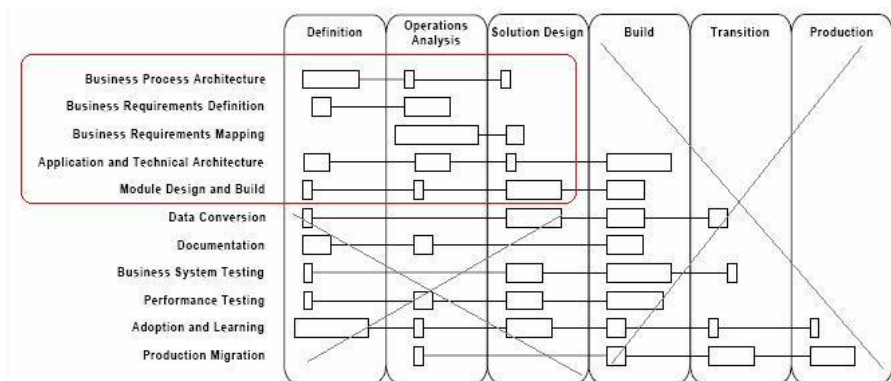 Definition
Operations
Analysis
Solution Design
Build
Transition
Production
Business Process Architecture
Business Requirements Definition
Business Requirements Mapping
Application and Technical Architecture
Module Design and Build
Data Conversion
Documentation
Business System Testing
Performance Testing
Adoption and Learning
Production Migration